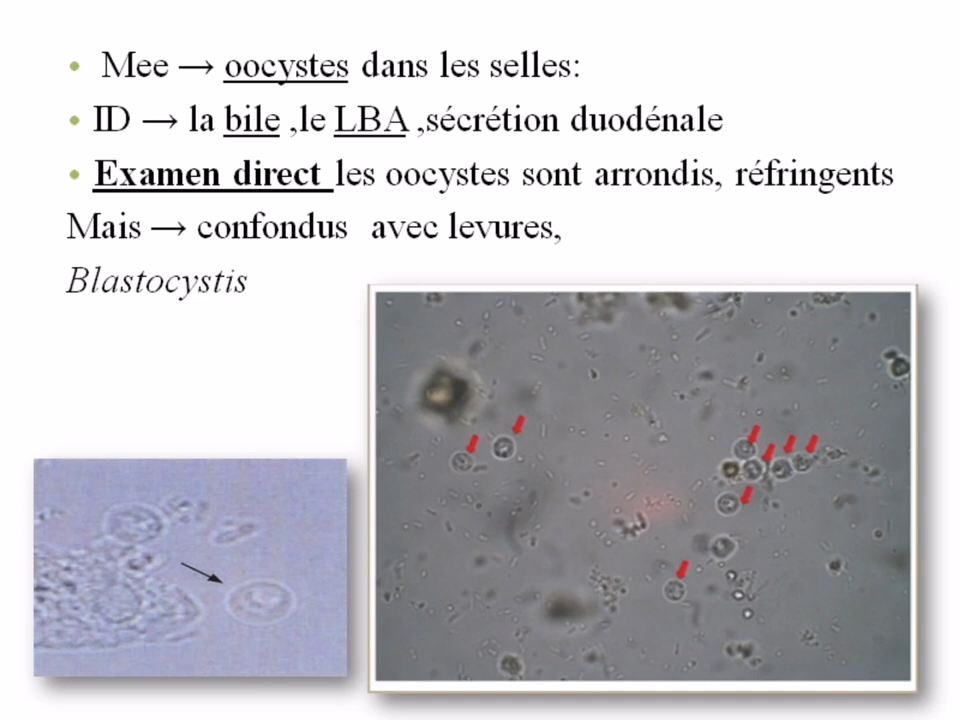 • Mee → oocystes dans les selles:
• ID → la bile ,le LBA ,sécrétion duodénale
• Examen direct les oocystes sont arrondis, réfringents
Mais → confondus avec levures,
Blastocystis